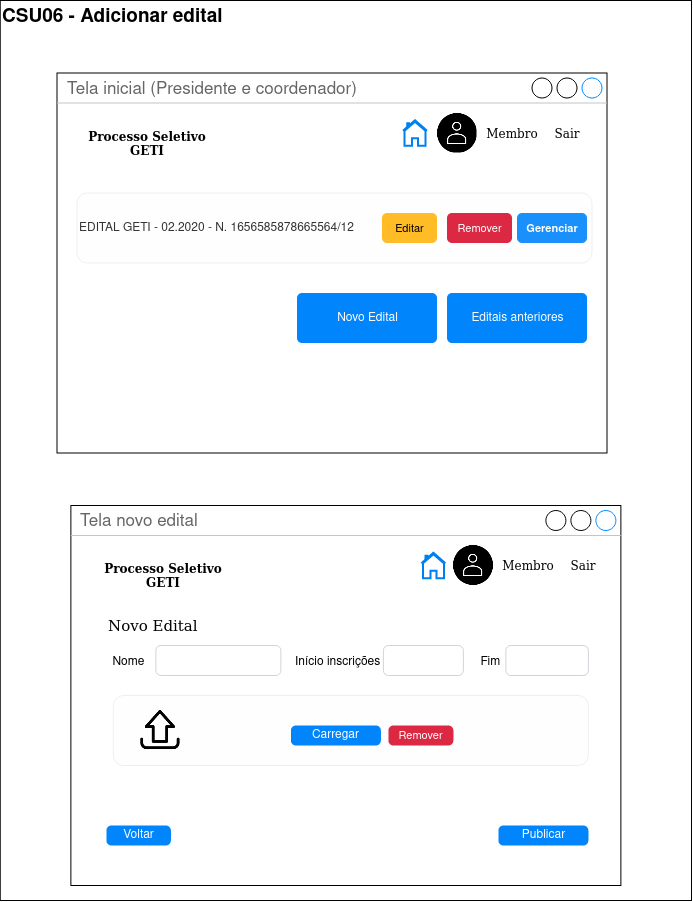 CSU06 - Adicionar edital
Tela inicial (Presidente e coordenador)
Processo Seletivo
GETI
Membro
Sair
EDITAL GETI - 02.2020 - N. 1656585878665564/12
Editar
Remover
Gerenciar
Novo Edital
Editais anteriores
Tela novo edital
Processo Seletivo
GETI
Membro
Sair
Novo Edital
Nome
Início inscrições
Fim
Carregar
Remover
Voltar
Publicar